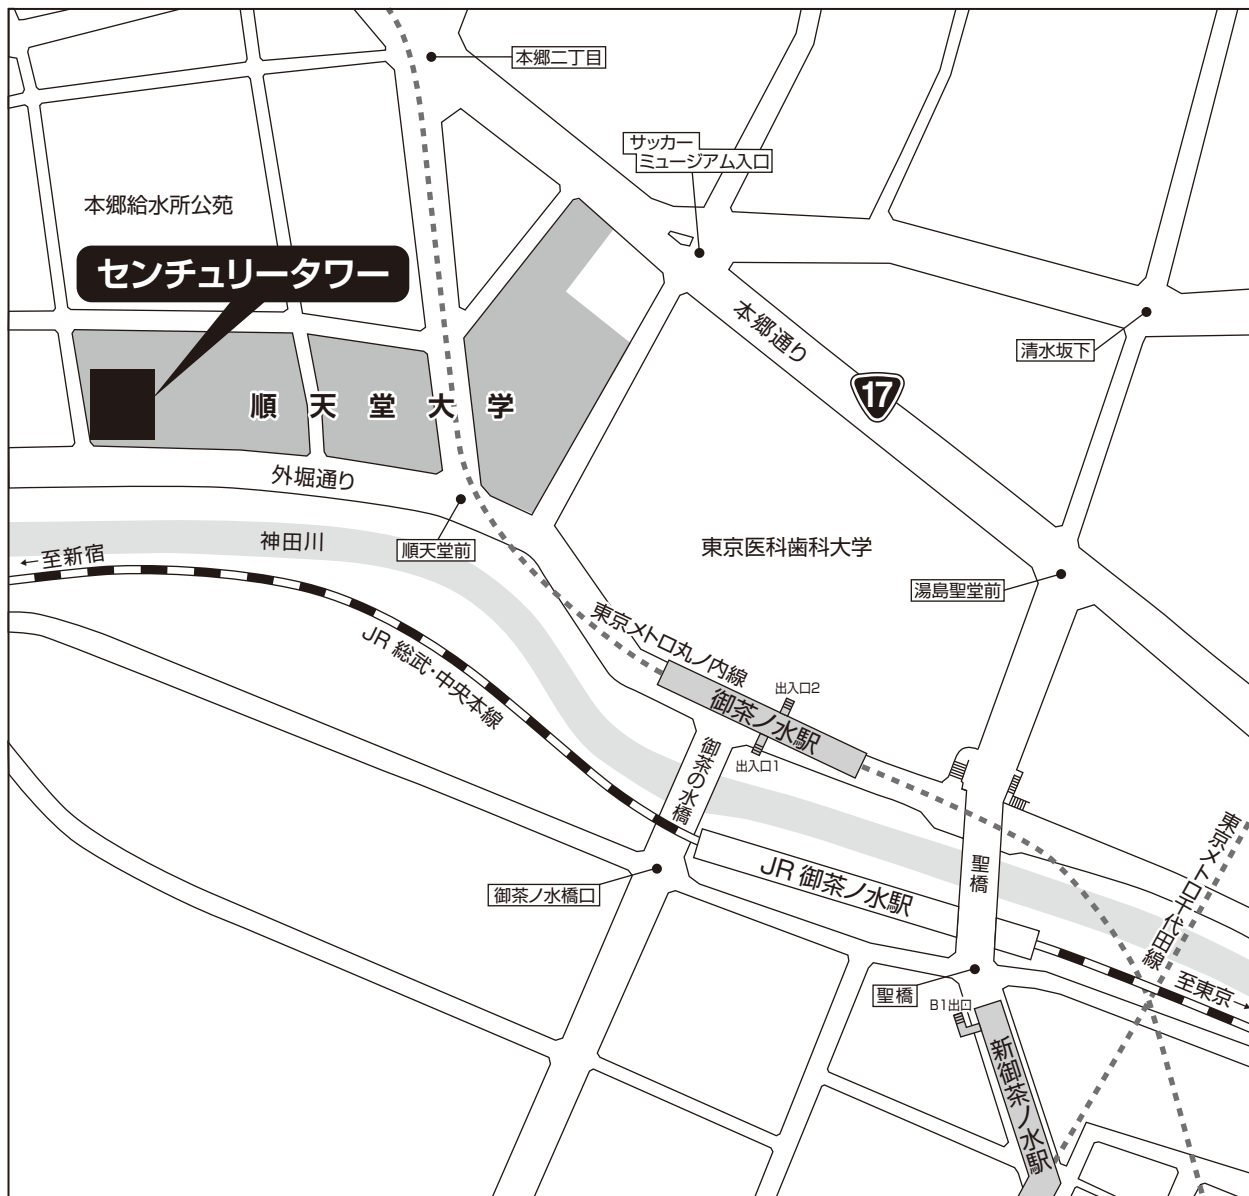 本郷二丁目
サッカー
ミュージアム入口
本郷給水所公苑
センチュリータワー
本郷通り
清水坂下
17
順天堂大学
外堀通り
順天堂前
神田川
←至新宿
東京医科歯科大学
湯島聖堂前
東京メトロ丸ノ内線
JR 総武・中央本線
出入口2
御茶ノ水駅
出入口1
御茶の水橋
東京メトロ千代田線
JR 御茶ノ水駅
聖橋
御茶ノ水橋口
聖橋
至東京→
B1出口
新御茶ノ水駅